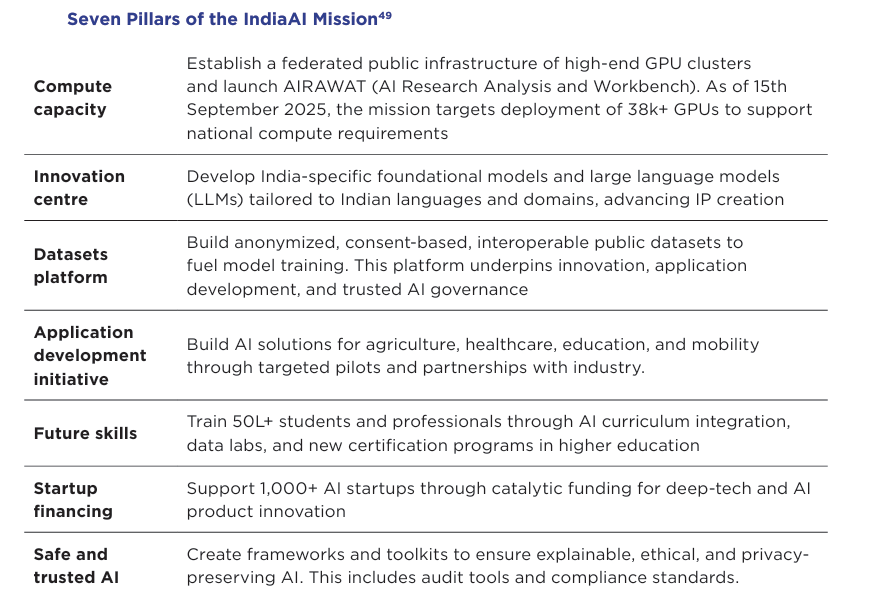 Seven Pillars of the IndiaAI Mission⁴⁹
Compute
capacity
Establish a federated public infrastructure of high-end GPU clusters
and launch AIRAWAT (AI Research Analysis and Workbench). As of 15th
September 2025, the mission targets deployment of 38k+ GPUs to support
national compute requirements
Innovation
centre
Develop India-specific foundational models and large language models
(LLMs) tailored to Indian languages and domains, advancing IP creation
Datasets
platform
Build anonymized, consent-based, interoperable public datasets to
fuel model training. This platform underpins innovation, application
development, and trusted AI governance
Application
development
initiative
Build AI solutions for agriculture, healthcare, education, and mobility
through targeted pilots and partnerships with industry.
Future skills
Train 50L+ students and professionals through AI curriculum integration,
data labs, and new certification programs in higher education
Startup
financing
Support 1,000+ AI startups through catalytic funding for deep-tech and AI
product innovation
Safe and
trusted AI
Create frameworks and toolkits to ensure explainable, ethical, and privacy-
preserving AI. This includes audit tools and compliance standards.